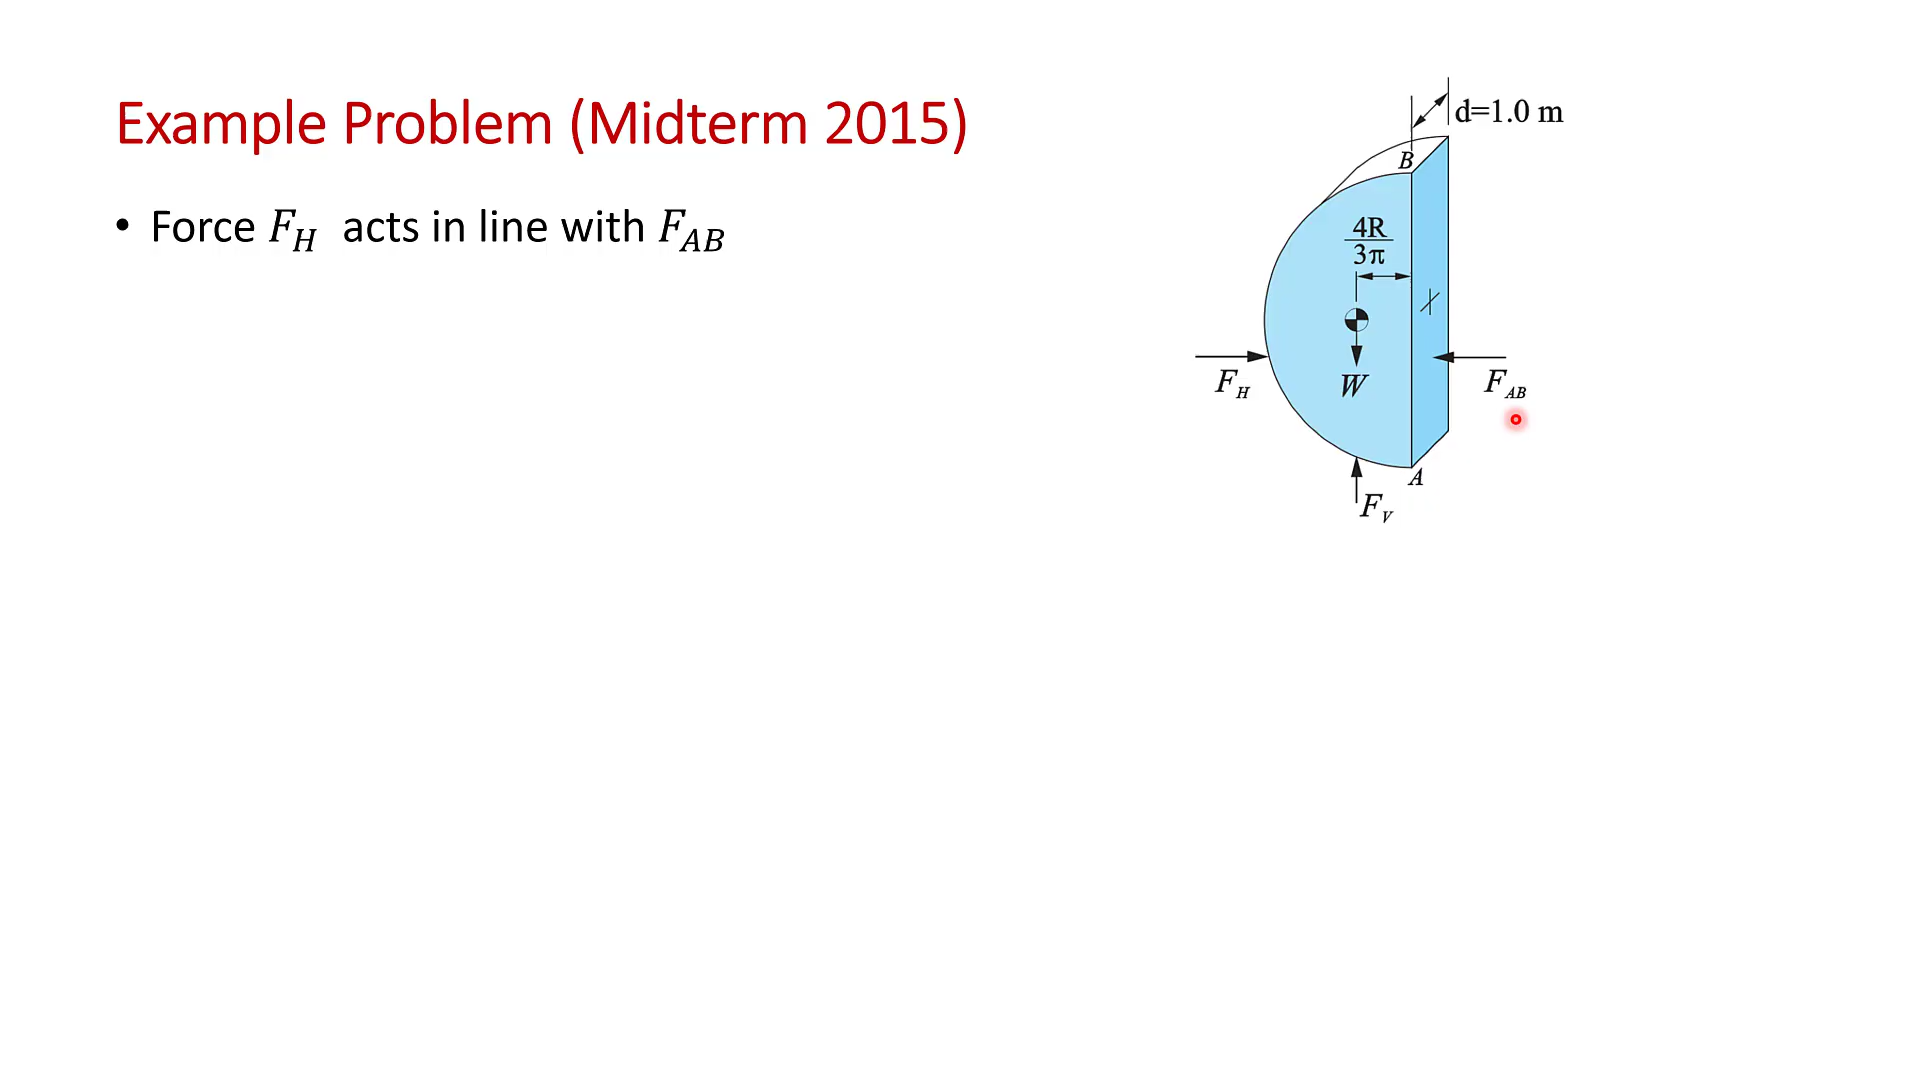 Example Problem (Midterm 2015)
• Force F_H acts in line with F_AB
d=1.0 m
B
4R
3π
F_H
W
F_AB
A
F_V